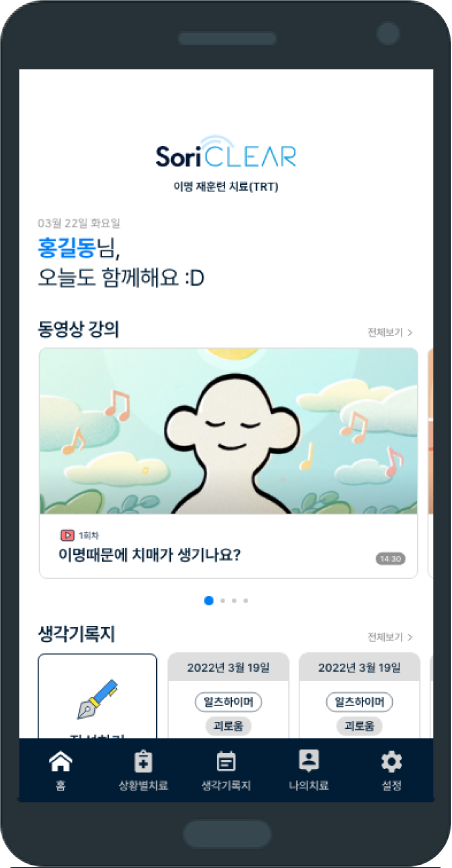 Sori CLEAR
이명 재훈련 치료(TRT)
03월 22일 화요일
홍길동님,
오늘도 함께해요 :D
동영상 강의
전체보기 >
1회차
이명때문에 치매가 생기나요?
14:30
생각기록지
전체보기 >
2022년 3월 19일
2022년 3월 19일
일츠하이머
일츠하이머
괴로움
괴로움
홈
상황별치료
생각기록지
나의치료
설정